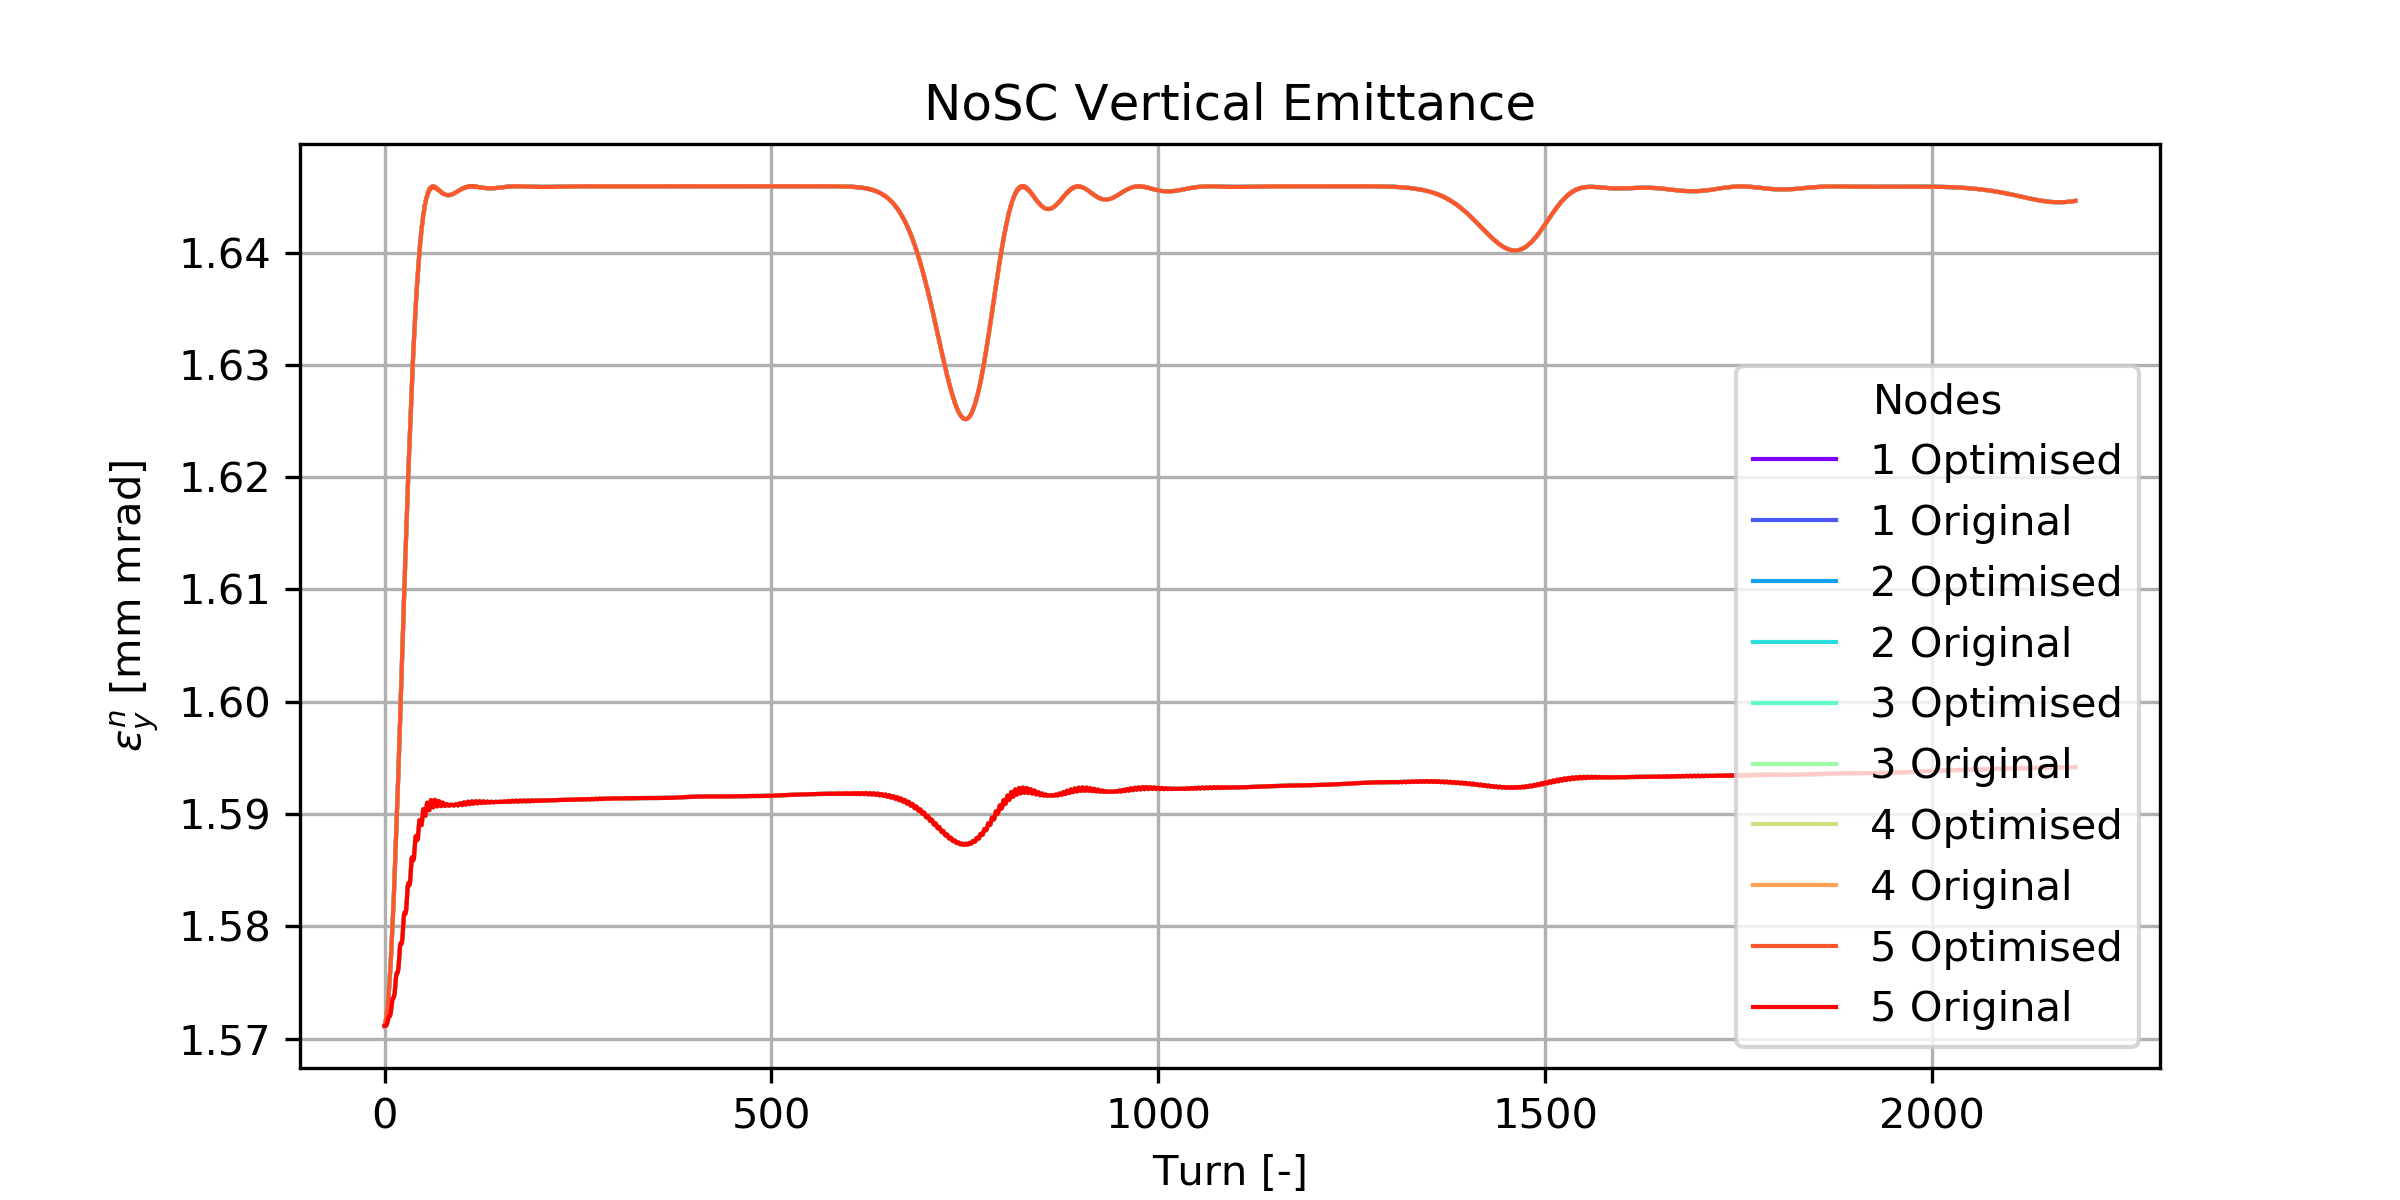 NoSC Vertical Emittance
ε_y^n [mm mrad]
1.64
1.63
1.62
1.61
1.60
1.59
1.58
1.57
Nodes
1 Optimised
1 Original
2 Optimised
2 Original
3 Optimised
3 Original
4 Optimised
4 Original
5 Optimised
5 Original
0 500 1000 1500 2000
Turn [-]